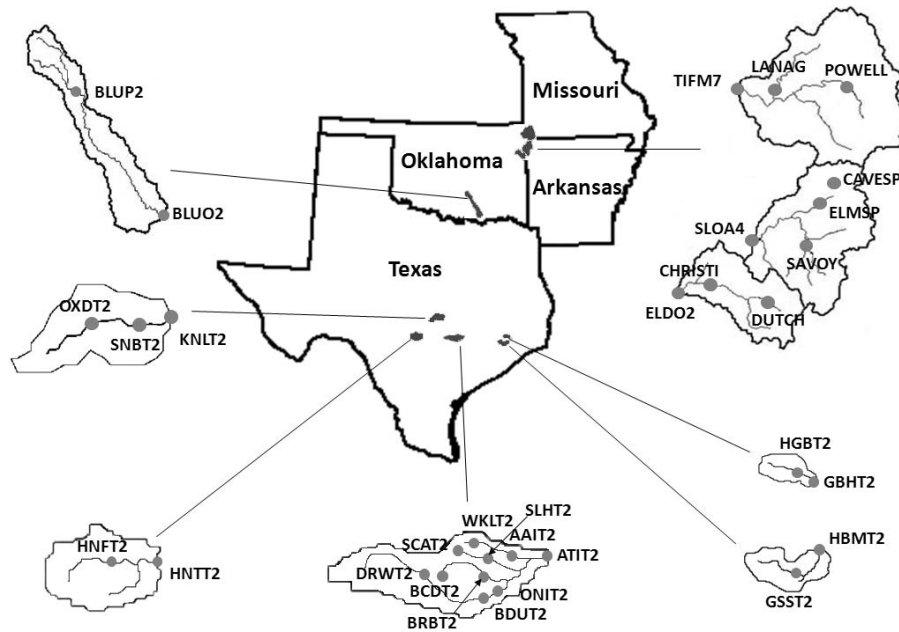 BLUP2
BLUO2
Missouri
Oklahoma
Arkansas
Texas
TIFM7
LANAG
POWELL
CAVESP
ELMSP
SLOA4
SAVOY
CHRISTI
ELDO2
DUTCH
OXDT2
SNBT2
KNLT2
HGBT2
GBHT2
HBMT2
GSST2
HNFT2
HNTT2
SLHT2
WKLT2
AAIT2
SCAT2
ATIT2
DRWT2
BCDT2
ONIT2
BDUT2
BRBT2